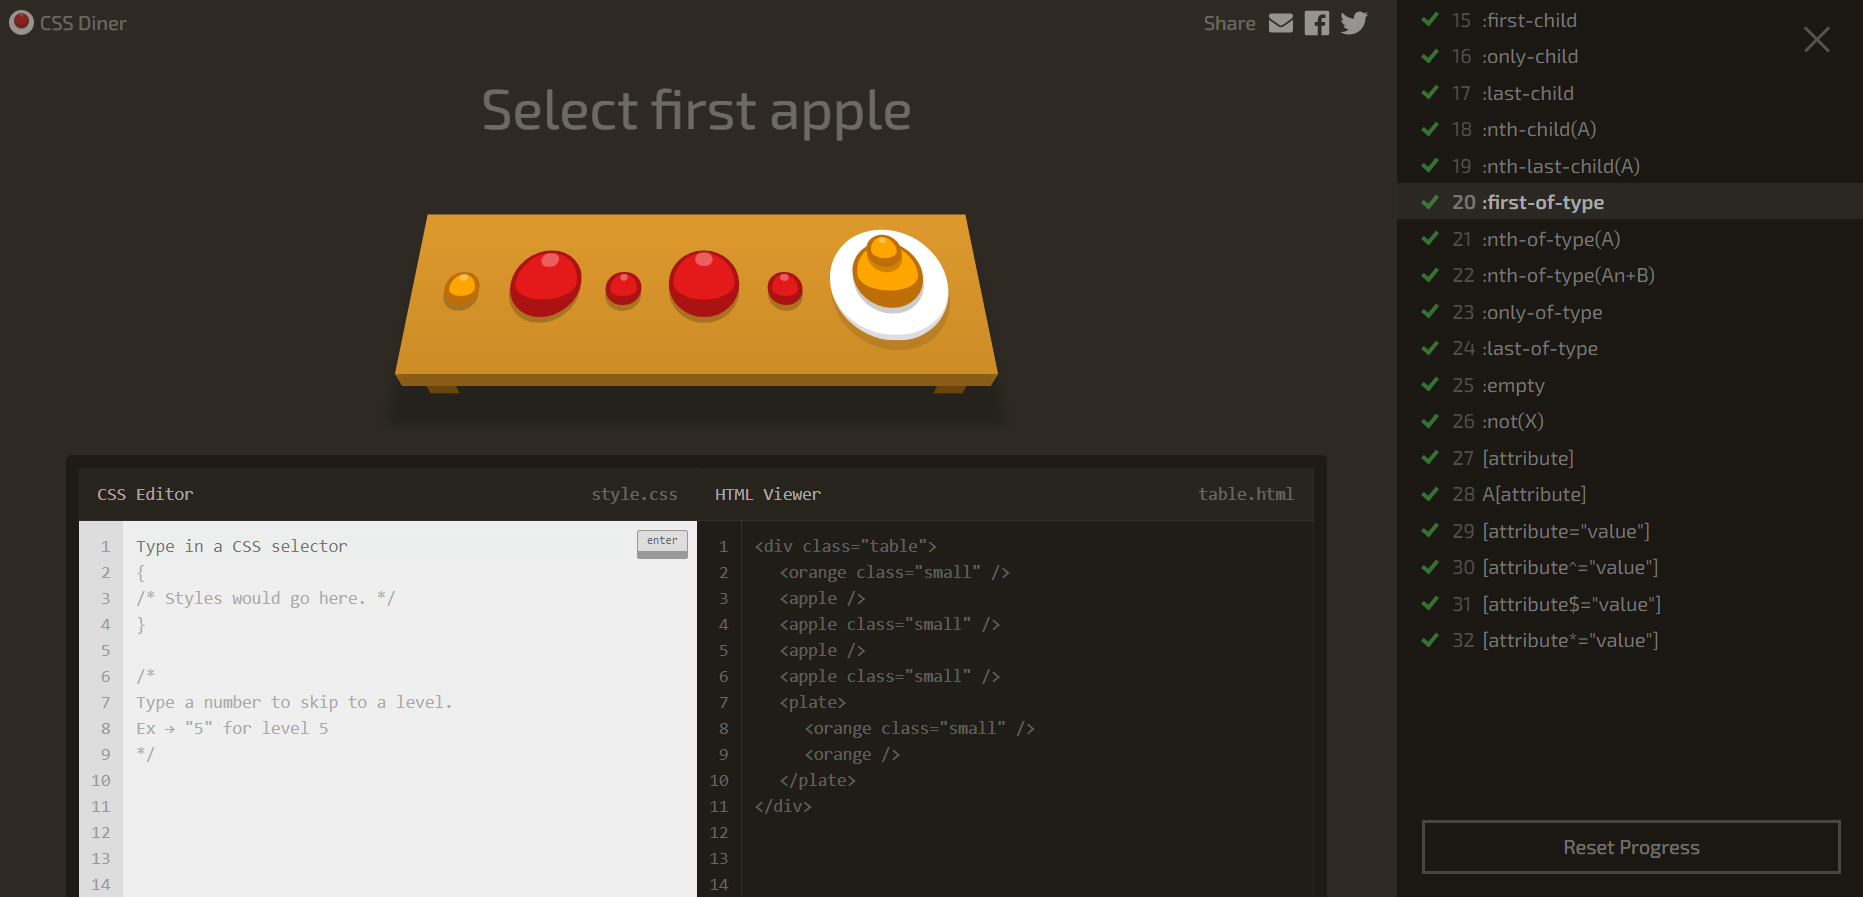 CSS Diner
Share
Select first apple
CSS Editor
style.css
1 Type in a CSS selector
enter
2 {
3 /* Styles would go here. */
4 }
5
6 /*
7 Type a number to skip to a level.
8 Ex → "5" for level 5
9 */
10
11
12
13
14
HTML Viewer
table.html
1 <div class="table">
2 <orange class="small" />
3 <apple />
4 <apple class="small" />
5 <apple />
6 <apple class="small" />
7 <plate>
8 <orange class="small" />
9 <orange />
10 </plate>
11 </div>
12
13
14
15 :first-child
16 :only-child
17 :last-child
18 :nth-child(A)
19 :nth-last-child(A)
20 :first-of-type
21 :nth-of-type(A)
22 :nth-of-type(An+B)
23 :only-of-type
24 :last-of-type
25 :empty
26 :not(X)
27 [attribute]
28 A[attribute]
29 [attribute="value"]
30 [attribute^="value"]
31 [attribute$="value"]
32 [attribute*="value"]
Reset Progress